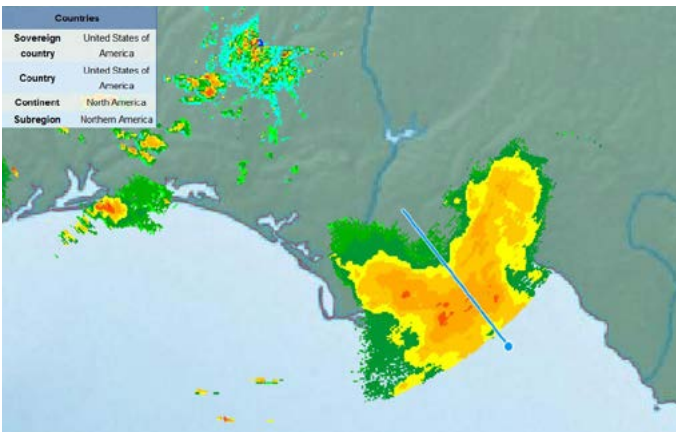 Countries
Sovereign country United States of America
Country United States of America
Continent North America
Subregion Northern America